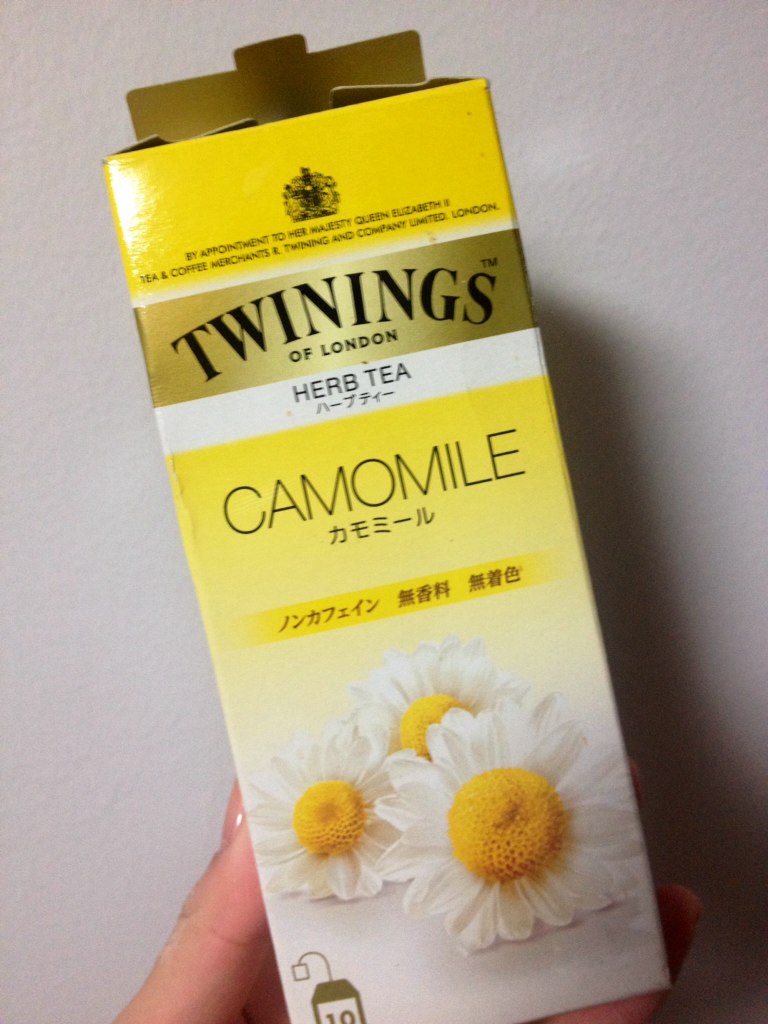 BY APPOINTMENT TO HER MAJESTY QUEEN ELIZABETH II
TEA & COFFEE MERCHANTS R. TWINING AND COMPANY LIMITED, LONDON.
TWININGS™
OF LONDON
HERB TEA
ハーブティー
CAMOMILE
カモミール
ノンカフェイン 無香料 無着色
10